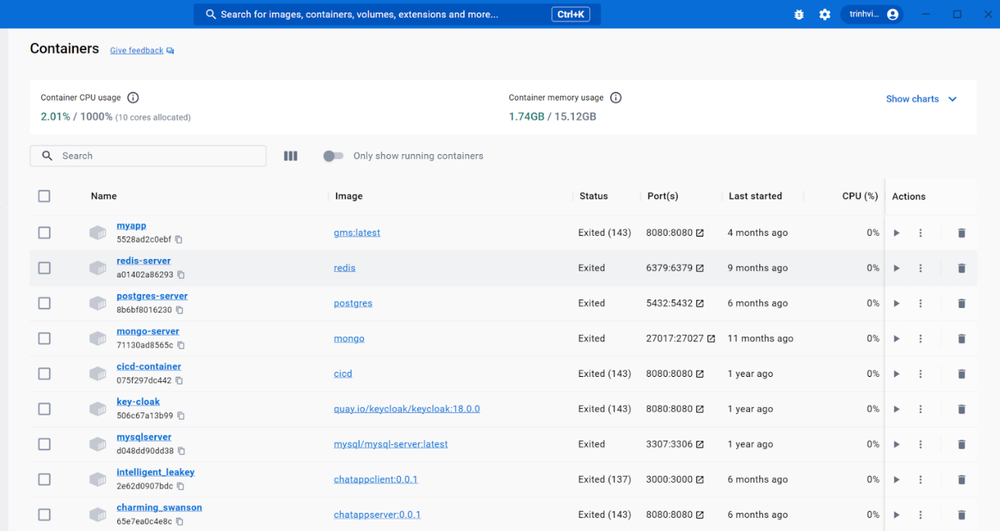 Search for images, containers, volumes, extensions and more... Ctrl+K trinhvi...
Containers Give feedback
Container CPU usage Container memory usage Show charts
2.01% / 1000% (10 cores allocated) 1.74GB / 15.12GB
Search Only show running containers
Name Image Status Port(s) Last started CPU (%) Actions
myapp gms:latest Exited (143) 8080:8080 4 months ago 0%
5528ad2c0ebf
redis-server redis Exited 6379:6379 9 months ago 0%
a01402a86293
postgres-server postgres Exited 5432:5432 6 months ago 0%
8b6bf8016230
mongo-server mongo Exited 27017:27027 11 months ago 0%
71130ad8565c
cicd-container cicd Exited (143) 8080:8080 1 year ago 0%
075f297dc442
key-cloak quay.io/keycloak/keycloak:18.0.0 Exited (143) 8080:8080 1 year ago 0%
506c67a13b99
mysqlserver mysql/mysql-server:latest Exited 3307:3306 1 year ago 0%
d048dd90dd38
intelligent_leakey chatappclient:0.0.1 Exited (137) 3000:3000 6 months ago 0%
2e62d0907bdc
charming_swanson chatappserver:0.0.1 Exited (143) 8080:8080 6 months ago 0%
65e7ea0c4e8c